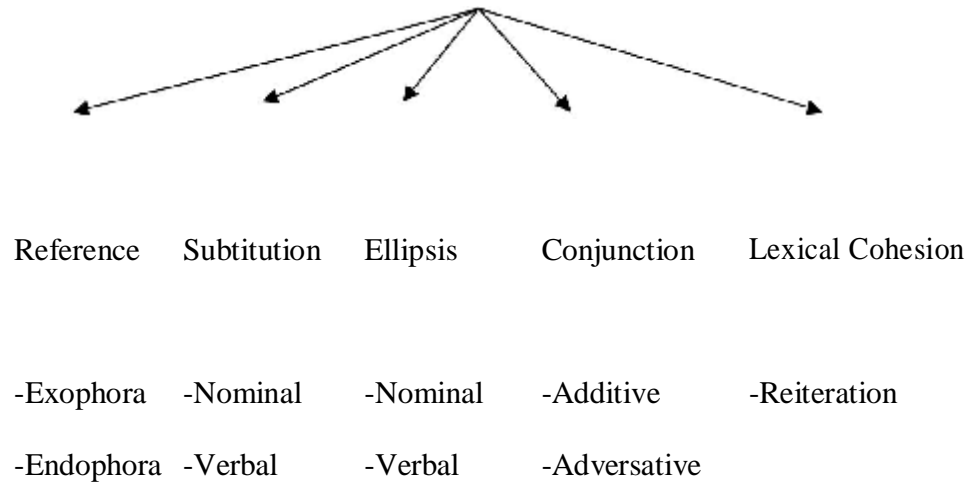 Reference Subtitution Ellipsis Conjunction Lexical Cohesion
-Exophora -Nominal -Nominal -Additive -Reiteration
-Endophora -Verbal -Verbal -Adversative